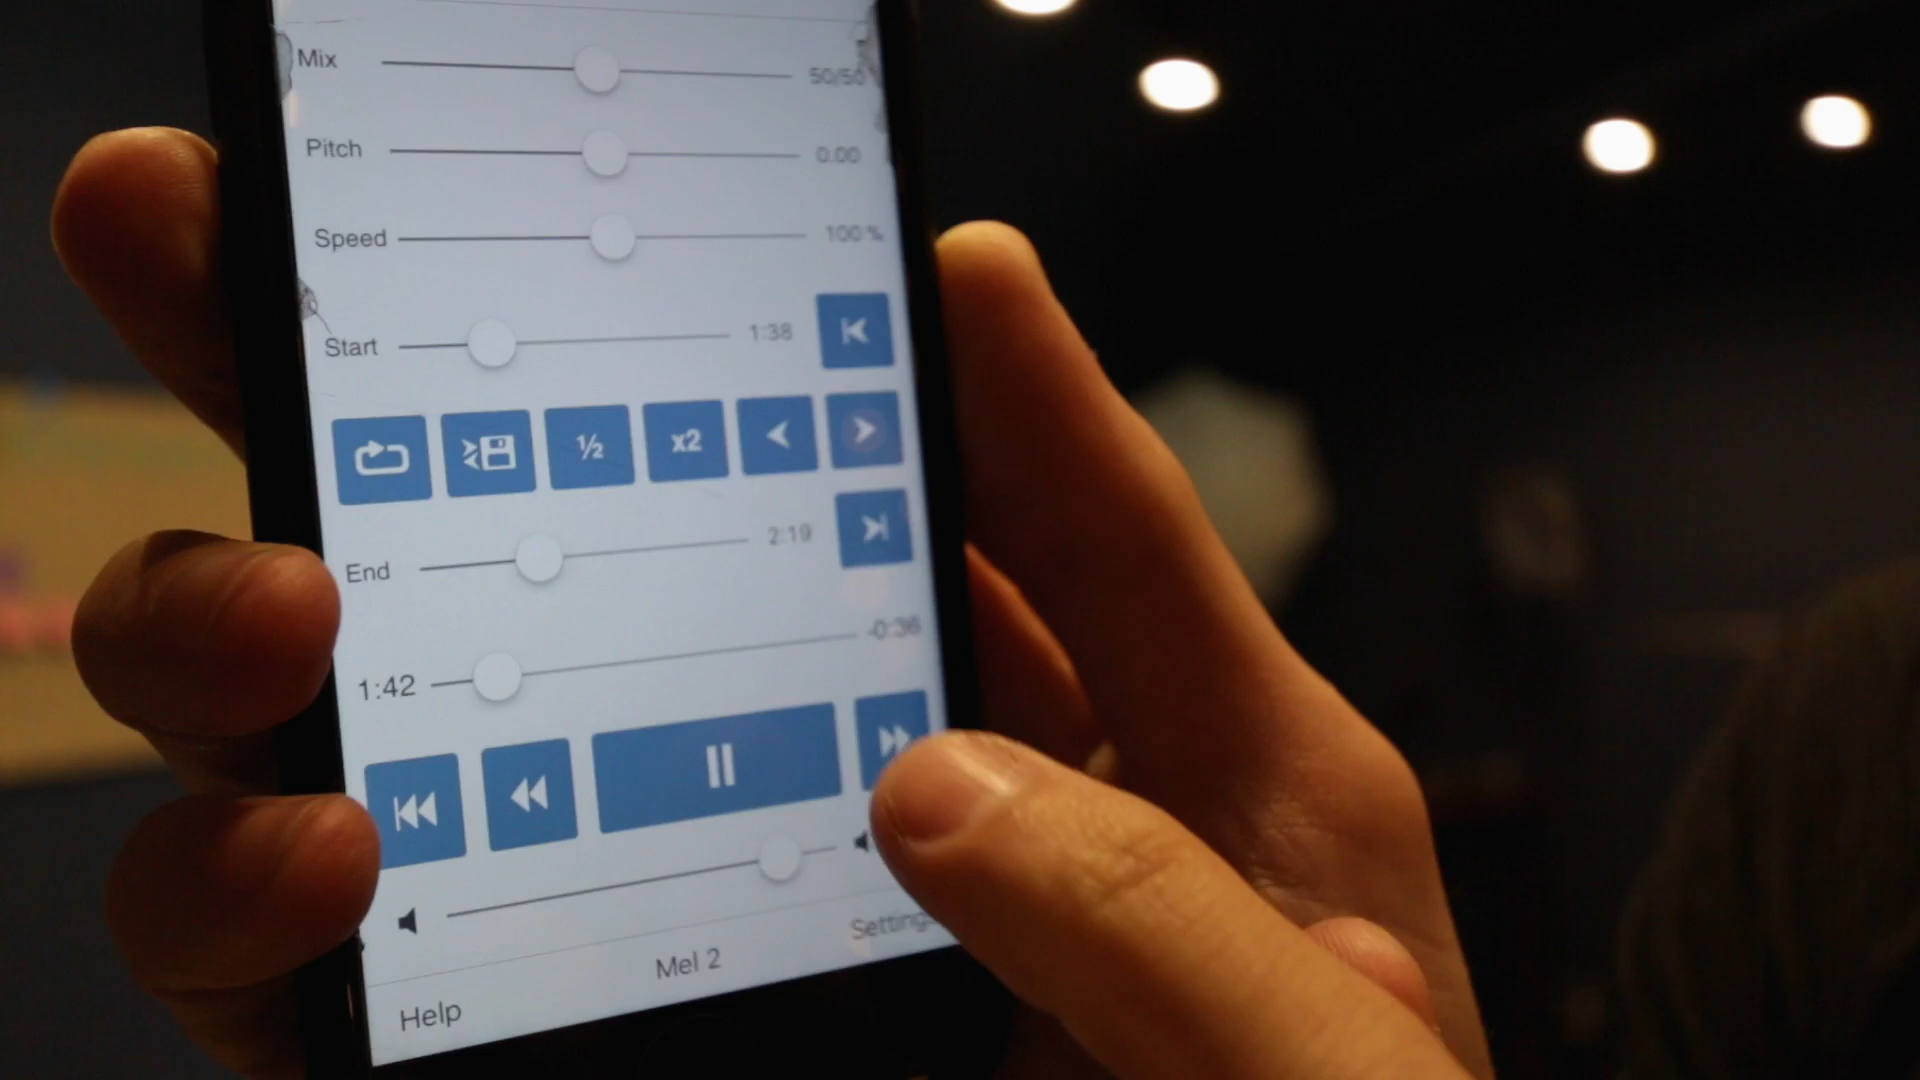 Mix 50/50
Pitch 0.00
Speed 100 %
Start 1:38
½ x2
End 2:19
1:42 -0:36
Settings
Mel 2
Help